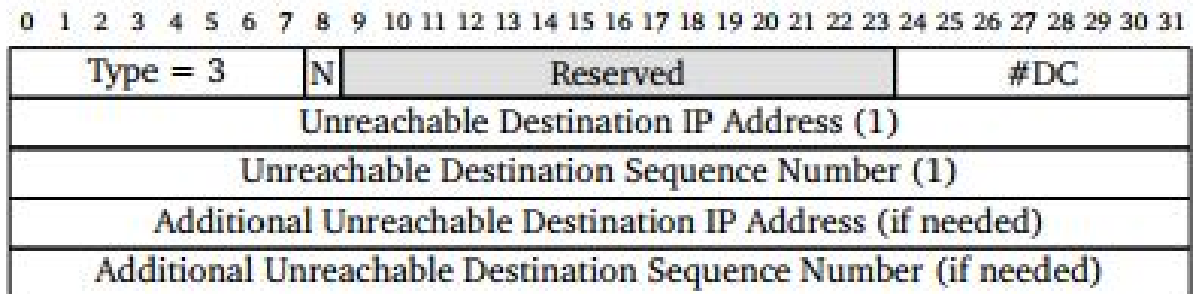 0 1 2 3 4 5 6 7 8 9 10 11 12 13 14 15 16 17 18 19 20 21 22 23 24 25 26 27 28 29 30 31
Type = 3 N Reserved #DC
Unreachable Destination IP Address (1)
Unreachable Destination Sequence Number (1)
Additional Unreachable Destination IP Address (if needed)
Additional Unreachable Destination Sequence Number (if needed)